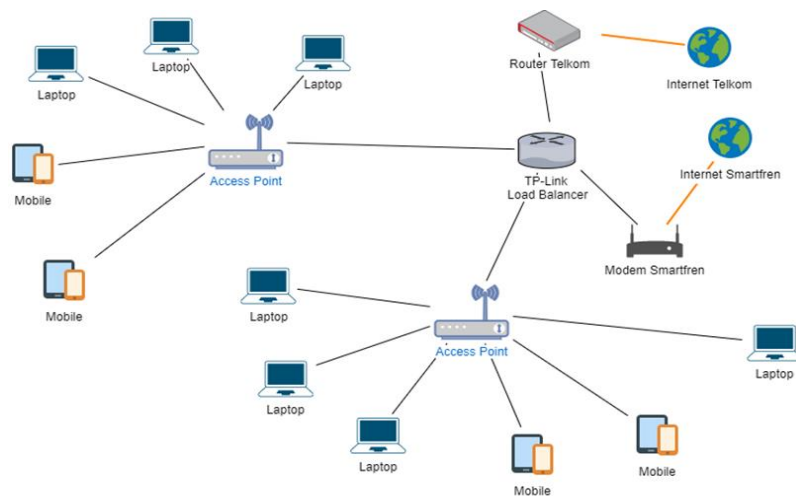 Laptop
Laptop
Laptop
Router Telkom
Internet Telkom
Mobile
Access Point
TP-Link
Load Balancer
Internet Smartfren
Modem Smartfren
Mobile
Laptop
Access Point
Laptop
Laptop
Laptop
Mobile
Mobile